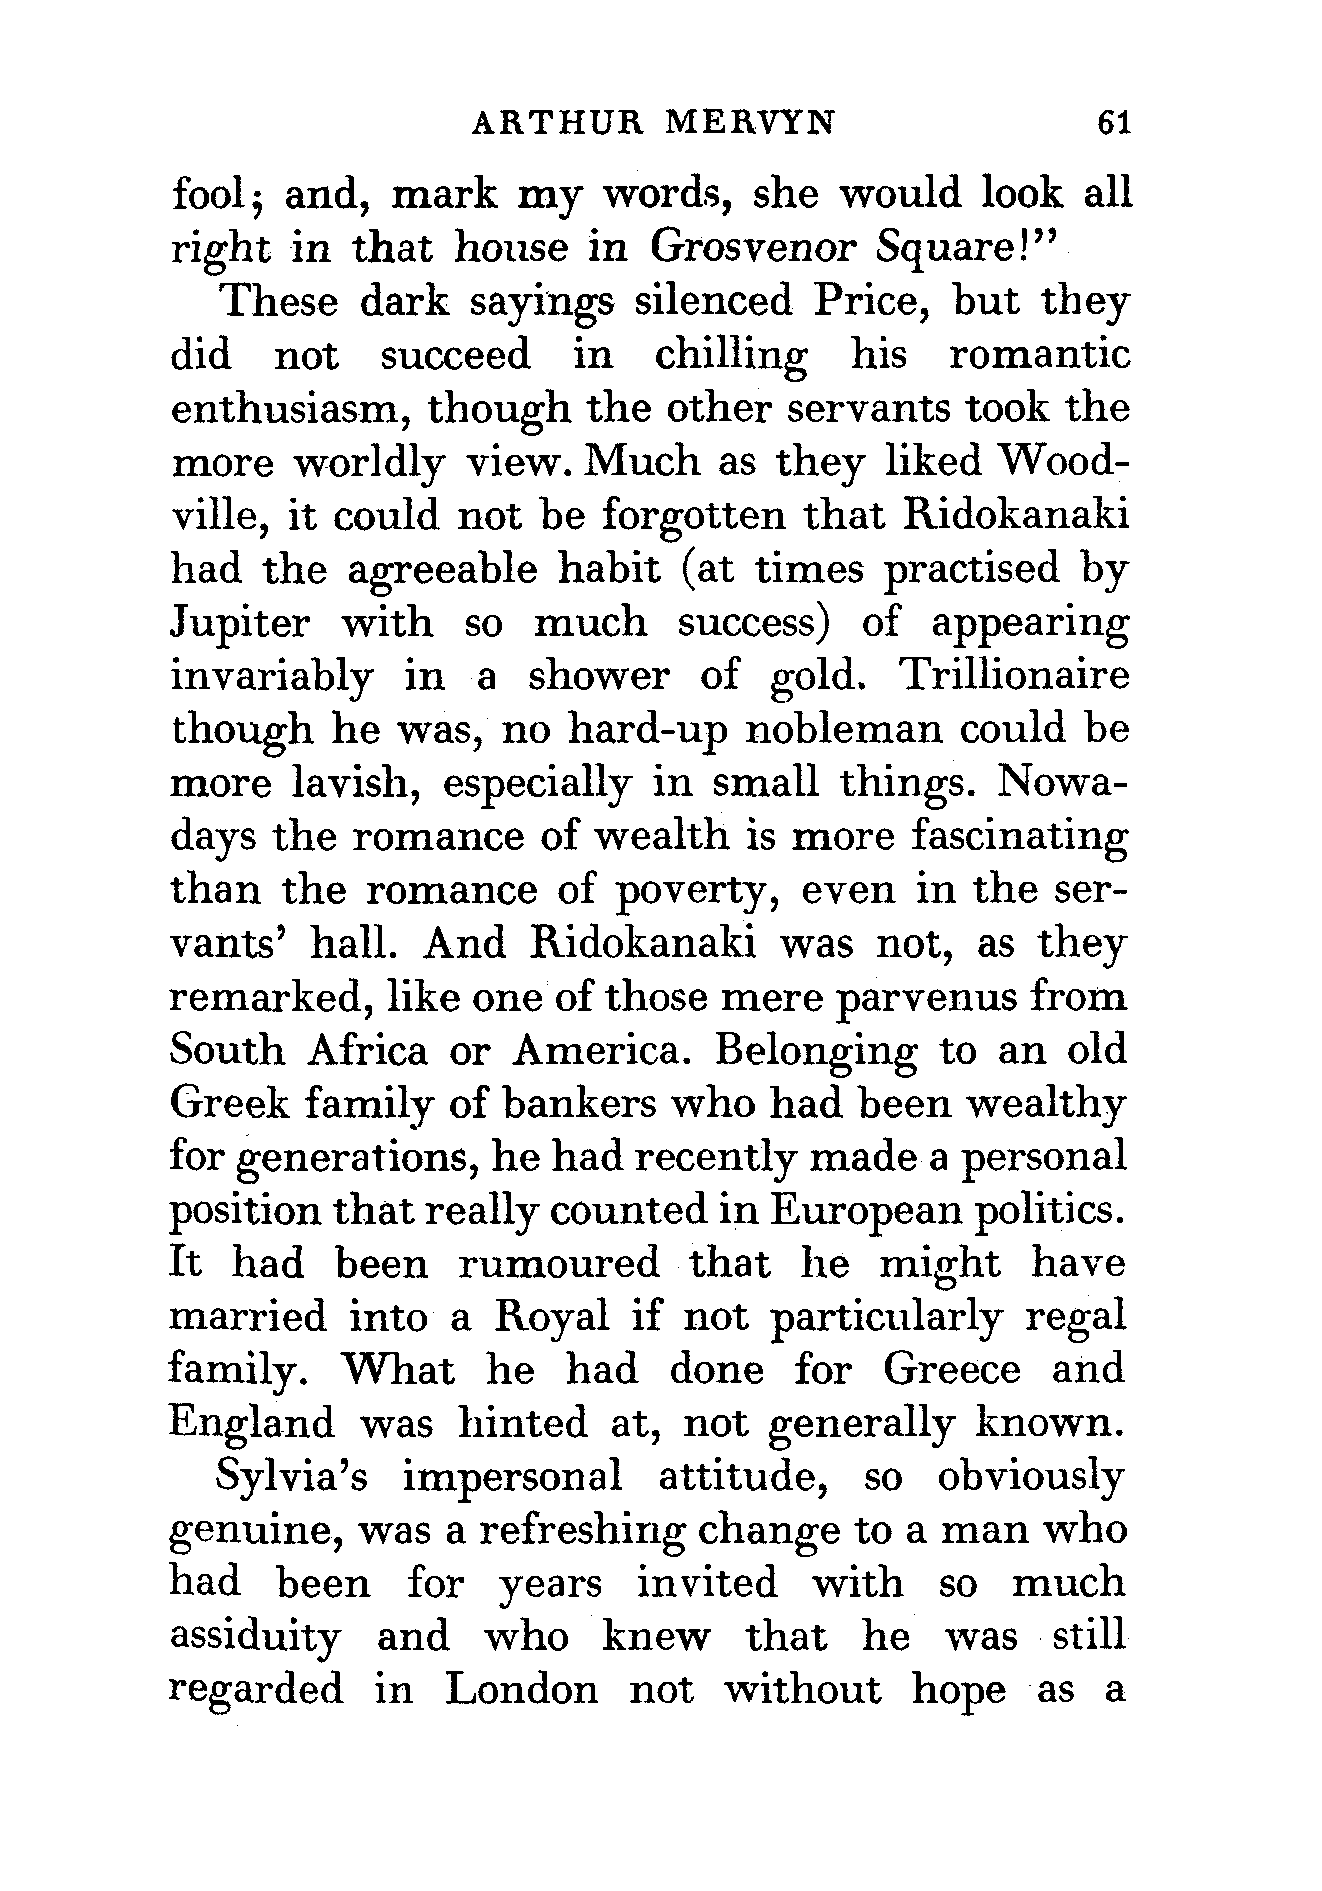 ARTHUR MERVYN 61
fool; and, mark my words, she would look all
right in that house in Grosvenor Square!”
These dark sayings silenced Price, but they
did not succeed in chilling his romantic
enthusiasm, though the other servants took the
more worldly view. Much as they liked Wood-
ville, it could not be forgotten that Ridokanaki
had the agreeable habit (at times practised by
Jupiter with so much success) of appearing
invariably in a shower of gold. Trillionaire
though he was, no hard-up nobleman could be
more lavish, especially in small things. Nowa-
days the romance of wealth is more fascinating
than the romance of poverty, even in the ser-
vants’ hall. And Ridokanaki was not, as they
remarked, like one of those mere parvenus from
South Africa or America. Belonging to an old
Greek family of bankers who had been wealthy
for generations, he had recently made a personal
position that really counted in European politics.
It had been rumoured that he might have
married into a Royal if not particularly regal
family. What he had done for Greece and
England was hinted at, not generally known.
Sylvia’s impersonal attitude, so obviously
genuine, was a refreshing change to a man who
had been for years invited with so much
assiduity and who knew that he was still
regarded in London not without hope as a